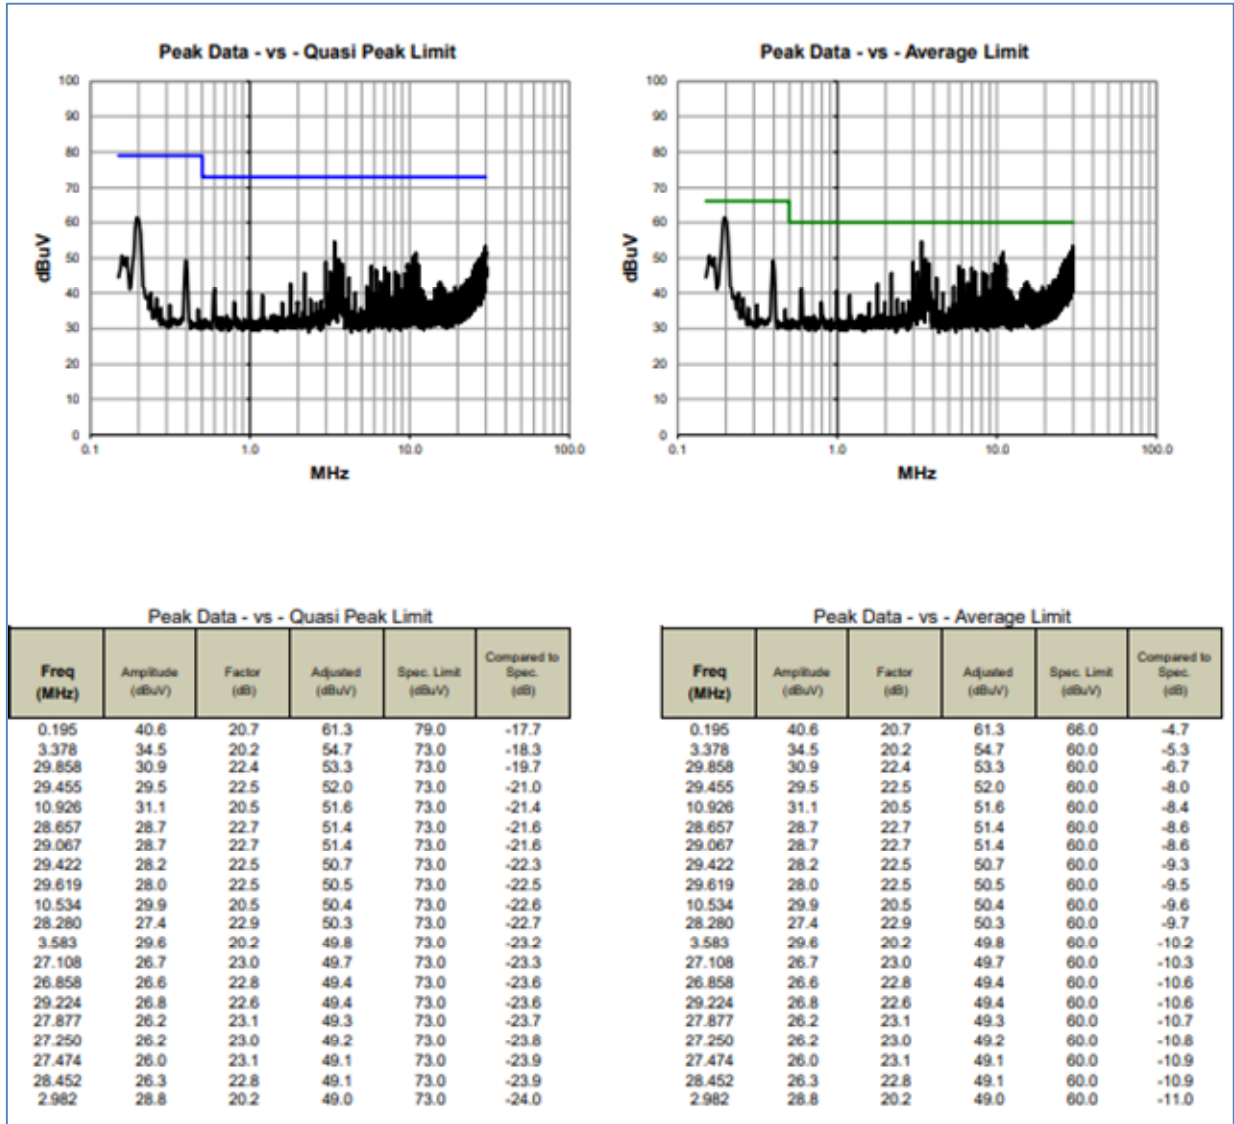 Peak Data - vs - Quasi Peak Limit
100
90
80
70
60
50
40
30
20
10
0
dBuV
0.1 1.0 10.0 100.0
MHz
Peak Data - vs - Average Limit
100
90
80
70
60
50
40
30
20
10
0
dBuV
0.1 1.0 10.0 100.0
MHz
Peak Data - vs - Quasi Peak Limit
Freq (MHz) Amplitude (dBuV) Factor (dB) Adjusted (dBuV) Spec. Limit (dBuV) Compared to Spec. (dB)
0.195 40.6 20.7 61.3 79.0 -17.7
3.378 34.5 20.2 54.7 73.0 -18.3
29.858 30.9 22.4 53.3 73.0 -19.7
29.455 29.5 22.5 52.0 73.0 -21.0
10.926 31.1 20.5 51.6 73.0 -21.4
28.657 28.7 22.7 51.4 73.0 -21.6
29.067 28.7 22.7 51.4 73.0 -21.6
29.422 28.2 22.5 50.7 73.0 -22.3
29.619 28.0 22.5 50.5 73.0 -22.5
10.534 29.9 20.5 50.4 73.0 -22.6
28.280 27.4 22.9 50.3 73.0 -22.7
3.583 29.6 20.2 49.8 73.0 -23.2
27.108 26.7 23.0 49.7 73.0 -23.3
26.858 26.6 22.8 49.4 73.0 -23.6
29.224 26.8 22.6 49.4 73.0 -23.6
27.877 26.2 23.1 49.3 73.0 -23.7
27.250 26.2 23.0 49.2 73.0 -23.8
27.474 26.0 23.1 49.1 73.0 -23.9
28.452 26.3 22.8 49.1 73.0 -23.9
2.982 28.8 20.2 49.0 73.0 -24.0
Peak Data - vs - Average Limit
Freq (MHz) Amplitude (dBuV) Factor (dB) Adjusted (dBuV) Spec. Limit (dBuV) Compared to Spec. (dB)
0.195 40.6 20.7 61.3 66.0 -4.7
3.378 34.5 20.2 54.7 60.0 -5.3
29.858 30.9 22.4 53.3 60.0 -6.7
29.455 29.5 22.5 52.0 60.0 -8.0
10.926 31.1 20.5 51.6 60.0 -8.4
28.657 28.7 22.7 51.4 60.0 -8.6
29.067 28.7 22.7 51.4 60.0 -8.6
29.422 28.2 22.5 50.7 60.0 -9.3
29.619 28.0 22.5 50.5 60.0 -9.5
10.534 29.9 20.5 50.4 60.0 -9.6
28.280 27.4 22.9 50.3 60.0 -9.7
3.583 29.6 20.2 49.8 60.0 -10.2
27.108 26.7 23.0 49.7 60.0 -10.3
26.858 26.6 22.8 49.4 60.0 -10.6
29.224 26.8 22.6 49.4 60.0 -10.6
27.877 26.2 23.1 49.3 60.0 -10.7
27.250 26.2 23.0 49.2 60.0 -10.8
27.474 26.0 23.1 49.1 60.0 -10.9
28.452 26.3 22.8 49.1 60.0 -10.9
2.982 28.8 20.2 49.0 60.0 -11.0